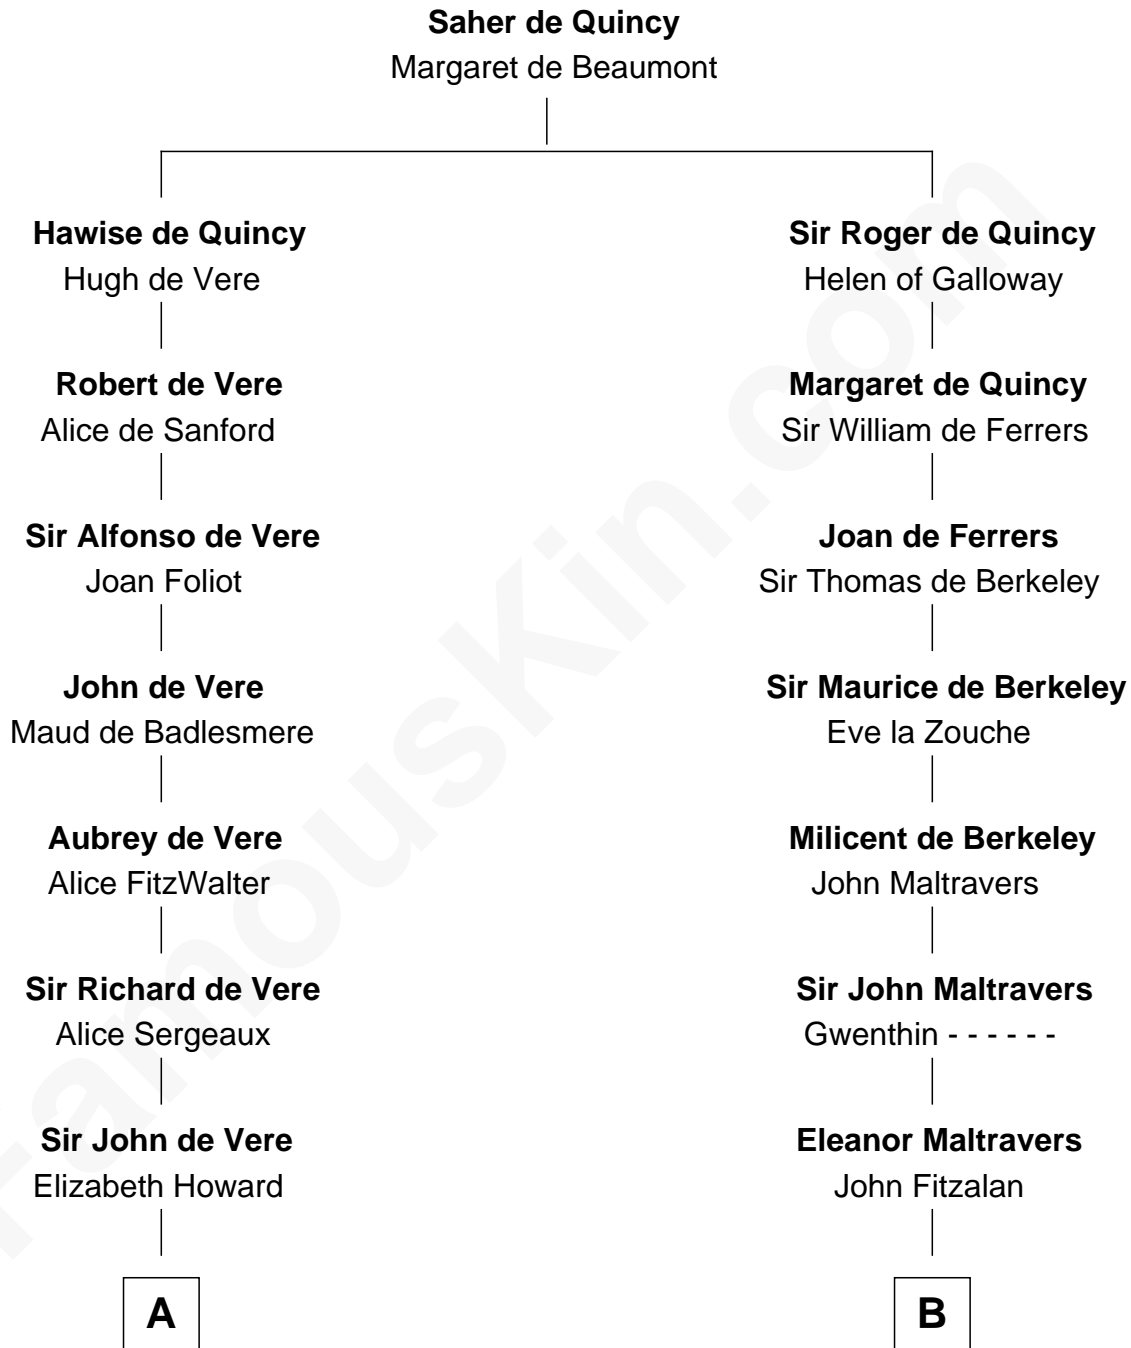 Saher de Quincy
Margaret de Beaumont
Hawise de Quincy
Hugh de Vere
Sir Roger de Quincy
Helen of Galloway
Robert de Vere
Alice de Sanford
Margaret de Quincy
Sir William de Ferrers
Sir Alfonso de Vere
Joan Foliot
Joan de Ferrers
Sir Thomas de Berkeley
John de Vere
Maud de Badlesmere
Sir Maurice de Berkeley
Eve la Zouche
Aubrey de Vere
Alice FitzWalter
Milicent de Berkeley
John Maltravers
Sir Richard de Vere
Alice Sergeaux
Sir John Maltravers
Gwenthin - - - - - -
Sir John de Vere
Elizabeth Howard
Eleanor Maltravers
John Fitzalan
A
B
FamousKin.com